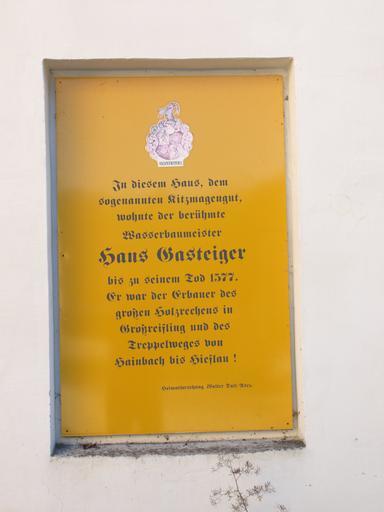 In diesem Haus, dem
sogenannten Kitzmagengut,
wohnte der berühmte
Wasserbaumeister
Hans Gasteiger
bis zu seinem Tod 1577.
Er war der Erbauer des
großen Holzrechens in
Großreifling und des
Treppelweges von
Hainbach bis Hieflau !